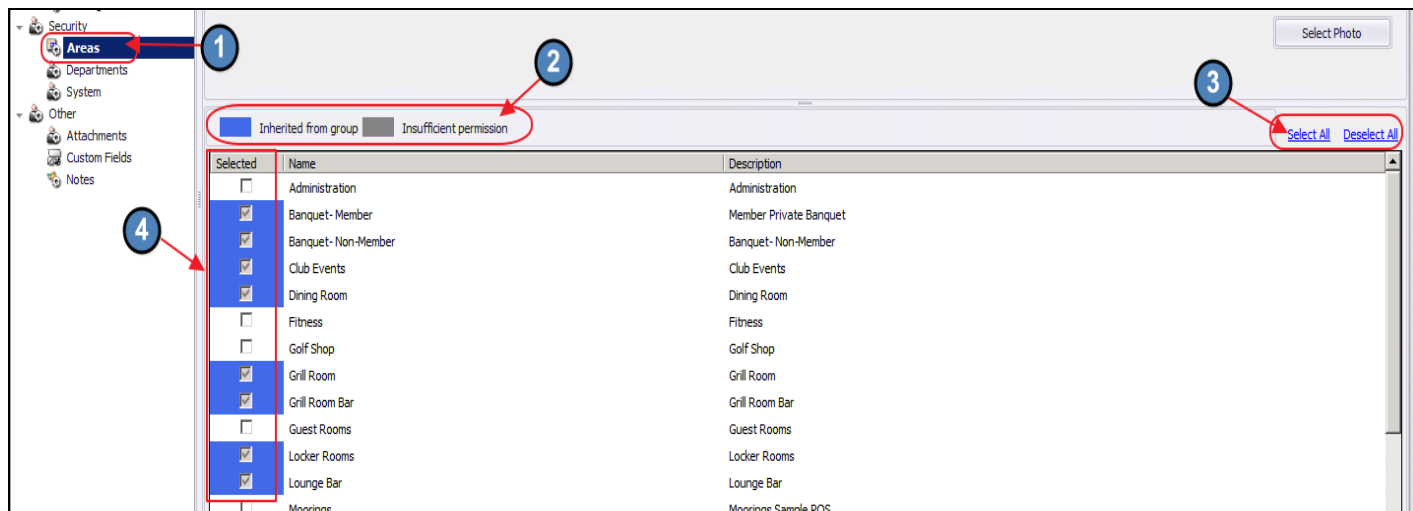 Security
Areas
Departments
System
Other
Attachments
Custom Fields
Notes
1
2
3
4
Select Photo
Inherited from group Insufficient permission
Select All Deselect All
Selected Name Description
Administration Administration
Banquet- Member Member Private Banquet
Banquet- Non-Member Banquet- Non-Member
Club Events Club Events
Dining Room Dining Room
Fitness Fitness
Golf Shop Golf Shop
Grill Room Grill Room
Grill Room Bar Grill Room Bar
Guest Rooms Guest Rooms
Locker Rooms Locker Rooms
Lounge Bar Lounge Bar
Moorings Moorings Sample POS